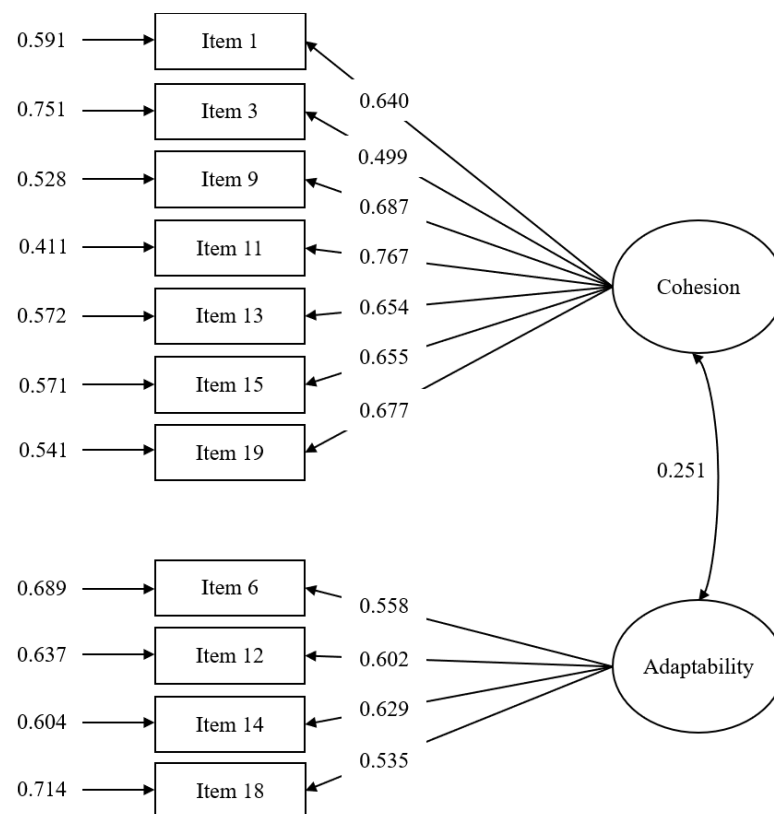 0.591 Item 1
0.640
0.751 Item 3
0.499
0.528 Item 9
0.687
0.411 Item 11
0.767
Cohesion
0.572 Item 13
0.654
0.571 Item 15
0.655
0.677
0.541 Item 19
0.251
0.689 Item 6
0.558
0.637 Item 12
0.602
Adaptability
0.604 Item 14
0.629
0.535
0.714 Item 18